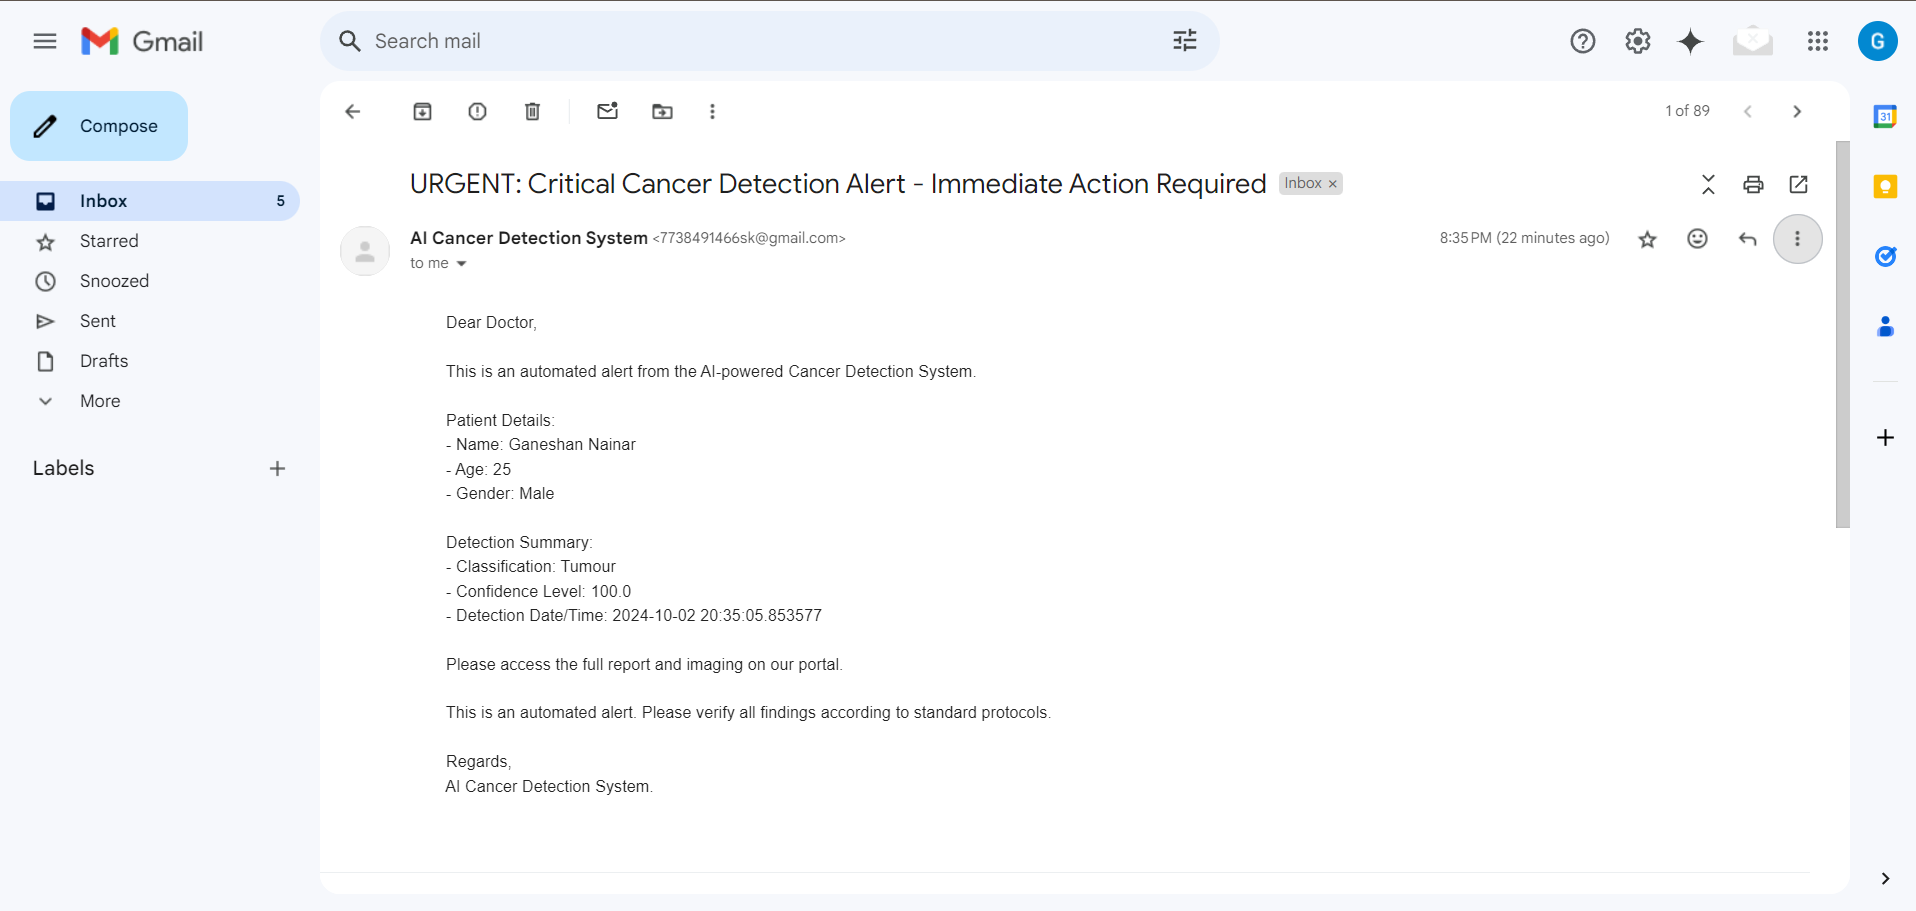 Gmail
Search mail
G
Compose
1 of 89
31
URGENT: Critical Cancer Detection Alert - Immediate Action Required Inbox ×
Inbox 5
AI Cancer Detection System <7738491466sk@gmail.com> 8:35 PM (22 minutes ago)
Starred
to me
Snoozed
Sent
Drafts
More
Labels
Dear Doctor,
This is an automated alert from the AI-powered Cancer Detection System.
Patient Details:
- Name: Ganeshan Nainar
- Age: 25
- Gender: Male
Detection Summary:
- Classification: Tumour
- Confidence Level: 100.0
- Detection Date/Time: 2024-10-02 20:35:05.853577
Please access the full report and imaging on our portal.
This is an automated alert. Please verify all findings according to standard protocols.
Regards,
AI Cancer Detection System.